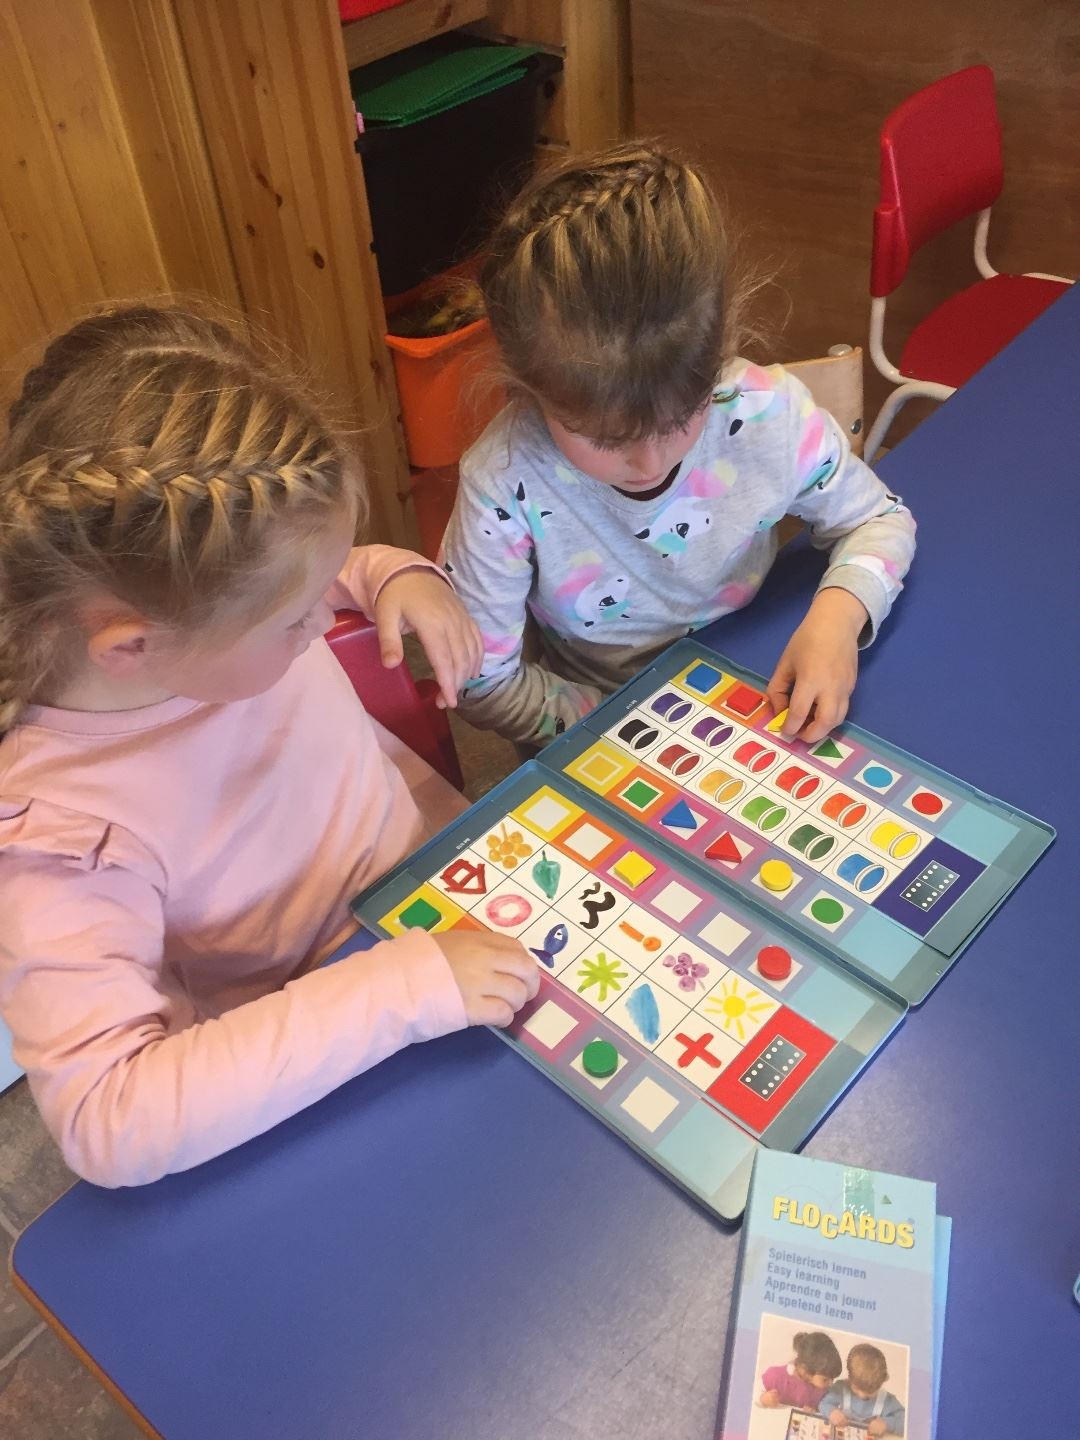 FLOCARDS
Spielerisch lernen
Easy learning
Apprendre en jouant
Al spelend leren